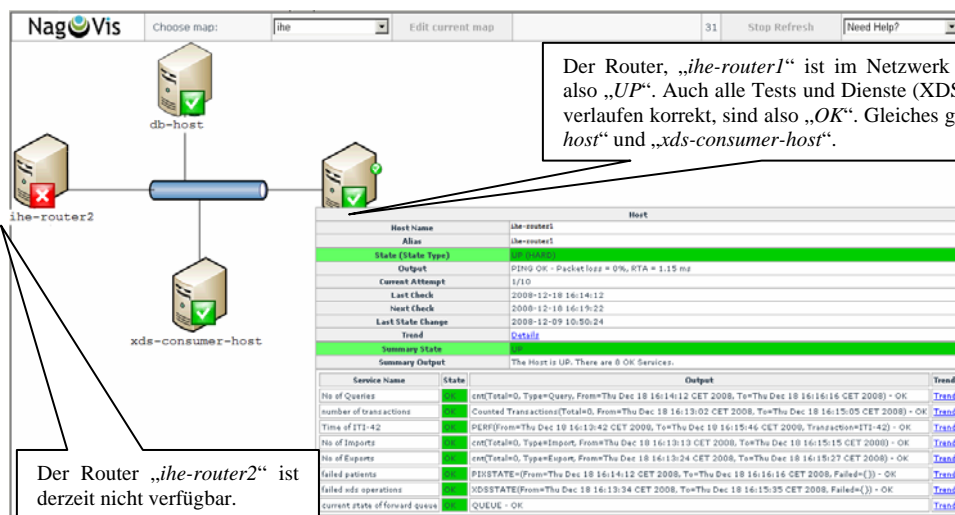 NagVis Choose map: ihe Edit current map 31 Stop Refresh Need Help?
Der Router, „ihe-router1“ ist im Netzwerk
also „UP“. Auch alle Tests und Dienste (XDS
verlaufen korrekt, sind also „OK“. Gleiches g
host“ und „xds-consumer-host“.
db-host
ihe-router2
xds-consumer-host
Host
Host Name ihe-router1
Alias ihe-router1
State (State Type) UP (HARD)
Output PING OK - Packet loss = 0%, RTA = 1.15 ms
Current Attempt 1/10
Last Check 2008-12-18 16:14:12
Next Check 2008-12-18 16:19:22
Last State Change 2008-12-09 10:50:24
Trend Details
Summary State UP
Summary Output The Host is UP. There are 8 OK Services.
Service Name State Output Trend
No of Queries OK cnt(Total=0, Type=Query, From=Thu Dec 18 16:14:12 CET 2008, To=Thu Dec 18 16:16:16 CET 2008) - OK Trend
number of transactions OK Counted Transactions(Total=0, From=Thu Dec 18 16:13:02 CET 2008, To=Thu Dec 18 16:15:05 CET 2008) - OK Trend
Time of ITI-42 OK PERF(From=Thu Dec 18 16:13:42 CET 2008, To=Thu Dec 18 16:15:46 CET 2008, Transaction=ITI-42) - OK Trend
No of Imports OK cnt(Total=0, Type=Import, From=Thu Dec 18 16:13:13 CET 2008, To=Thu Dec 18 16:15:15 CET 2008) - OK Trend
No of Exports OK cnt(Total=0, Type=Export, From=Thu Dec 18 16:13:24 CET 2008, To=Thu Dec 18 16:15:27 CET 2008) - OK Trend
failed patients OK PIXSTATE=(From=Thu Dec 18 16:14:12 CET 2008, To=Thu Dec 18 16:16:16 CET 2008, Failed={}) - OK Trend
failed xds operations OK XDSSTATE(From=Thu Dec 18 16:13:34 CET 2008, To=Thu Dec 18 16:15:35 CET 2008, Failed={}) - OK Trend
current state of forward queue OK QUEUE - OK Trend
Der Router „ihe-router2“ ist
derzeit nicht verfügbar.